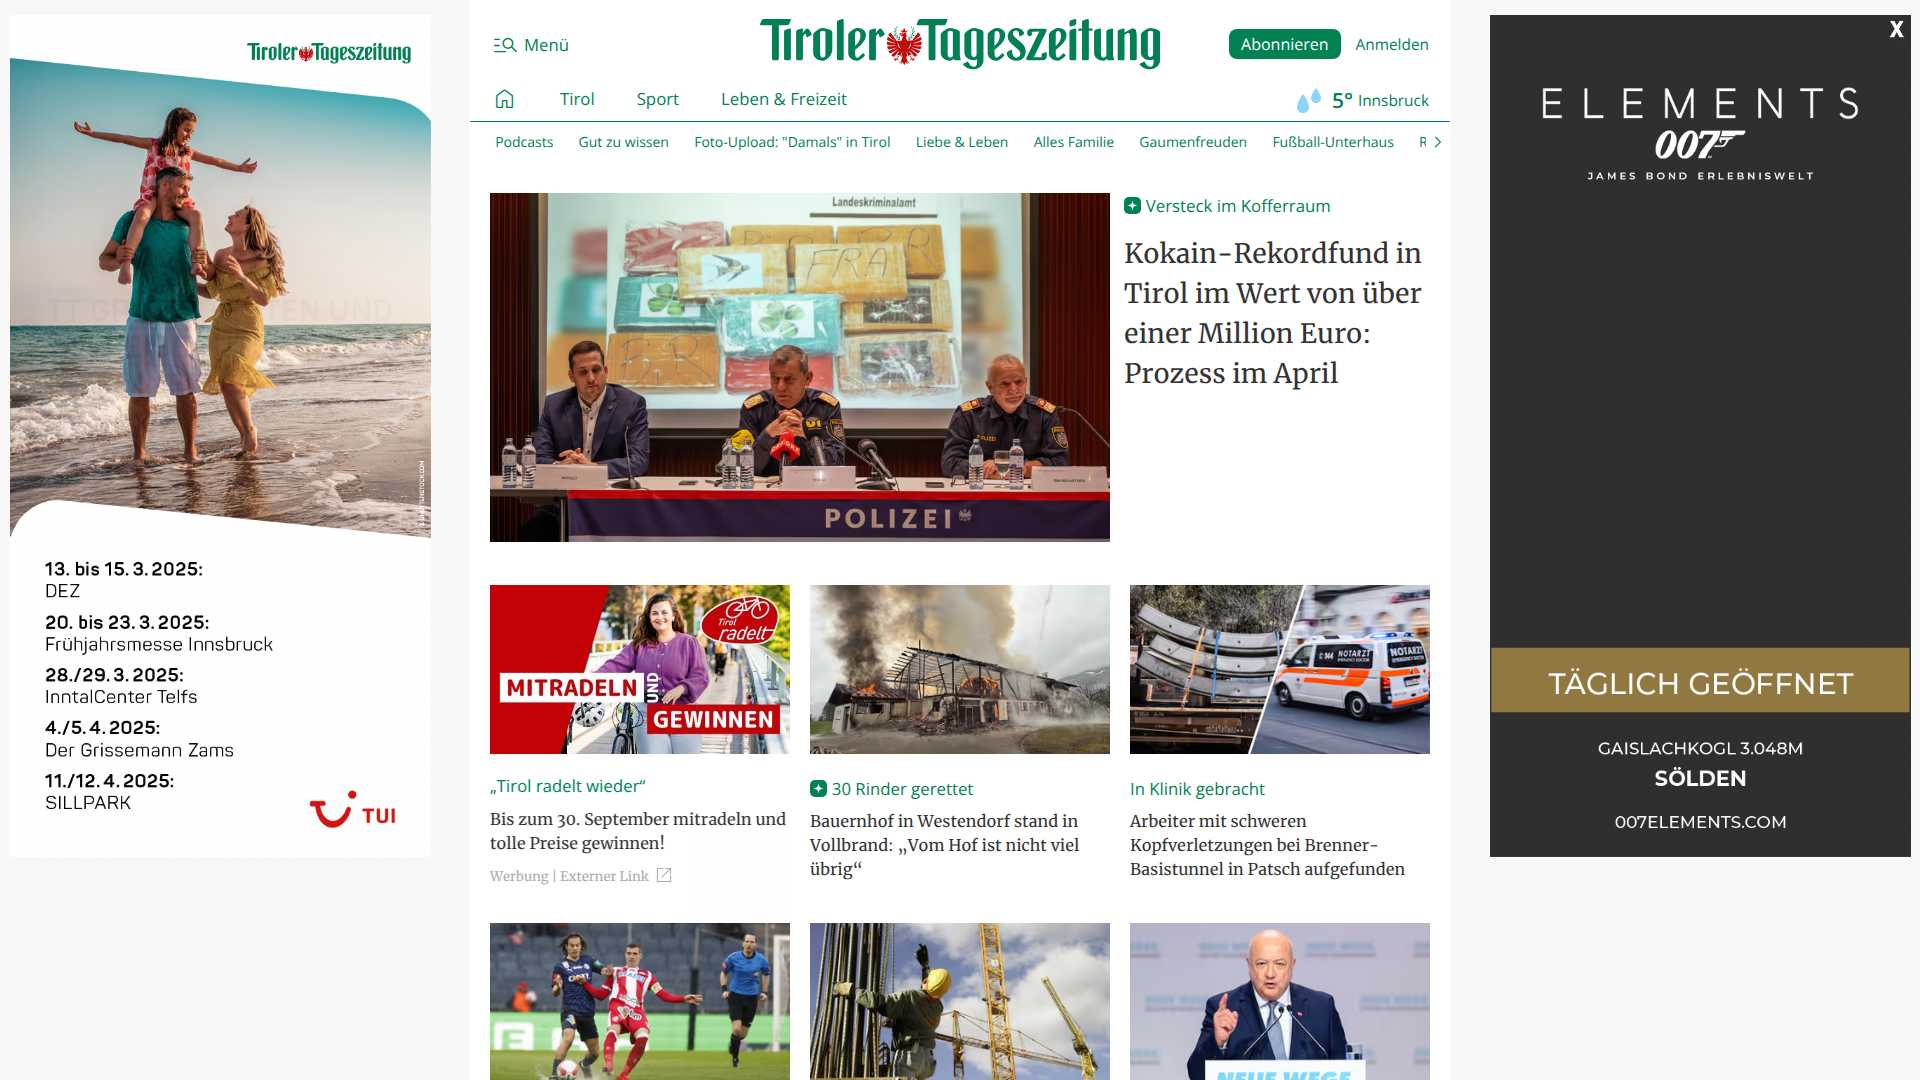 Tiroler Tageszeitung
13. bis 15. 3. 2025:
DEZ
20. bis 23. 3. 2025:
Frühjahrsmesse Innsbruck
28./29. 3. 2025:
InntalCenter Telfs
4./5. 4. 2025:
Der Grissemann Zams
11./12. 4. 2025:
SILLPARK
TUI
Menü
Tiroler Tageszeitung
Abonnieren
Anmelden
Tirol
Sport
Leben & Freizeit
5° Innsbruck
Podcasts
Gut zu wissen
Foto-Upload: "Damals" in Tirol
Liebe & Leben
Alles Familie
Gaumenfreuden
Fußball-Unterhaus
Landeskriminalamt
FRA
POLIZEI
Versteck im Kofferraum
Kokain-Rekordfund in
Tirol im Wert von über
einer Million Euro:
Prozess im April
Tirol
radelt
MITRADELN
UND
GEWINNEN
„Tirol radelt wieder“
Bis zum 30. September mitradeln und
tolle Preise gewinnen!
Werbung | Externer Link
30 Rinder gerettet
Bauernhof in Westendorf stand in
Vollbrand: „Vom Hof ist nicht viel
übrig“
144 NOTARZT
NOTARZT
In Klinik gebracht
Arbeiter mit schweren
Kopfverletzungen bei Brenner-
Basistunnel in Patsch aufgefunden
NEUE WEGE
X
ELEMENTS
007
JAMES BOND ERLEBNISWELT
TÄGLICH GEÖFFNET
GAISLACHKOGL 3.048M
SÖLDEN
007ELEMENTS.COM